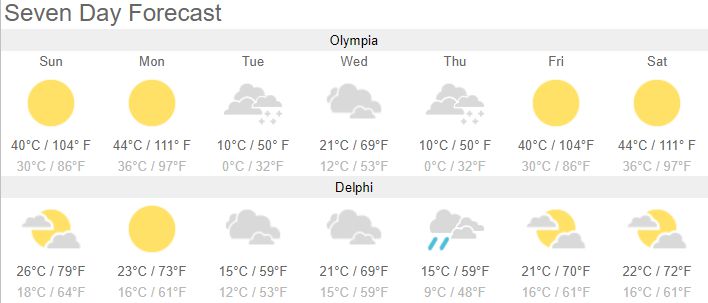 Seven Day Forecast
Olympia
Sun Mon Tue Wed Thu Fri Sat
40°C / 104° F 44°C / 111° F 10°C / 50° F 21°C / 69°F 10°C / 50° F 40°C / 104° F 44°C / 111° F
30°C / 86°F 36°C / 97°F 0°C / 32°F 12°C / 53°F 0°C / 32°F 30°C / 86°F 36°C / 97°F
Delphi
26°C / 79°F 23°C / 73°F 15°C / 59°F 21°C / 69°F 15°C / 59°F 21°C / 70°F 22°C / 72°F
18°C / 64°F 16°C / 61°F 12°C / 53°F 15°C / 59°F 9°C / 48°F 16°C / 61°F 16°C / 61°F